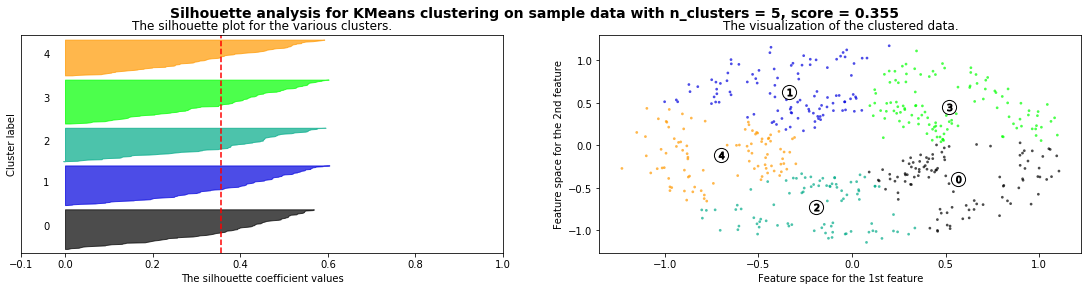 Silhouette analysis for KMeans clustering on sample data with n_clusters = 5, score = 0.355
The silhouette plot for the various clusters.
Cluster label
4
3
2
1
0
−0.1 0.0 0.2 0.4 0.6 0.8 1.0
The silhouette coefficient values
The visualization of the clustered data.
Feature space for the 2nd feature
1.0
0.5
0.0
−0.5
−1.0
1
3
4
0
2
−1.0 −0.5 0.0 0.5 1.0
Feature space for the 1st feature